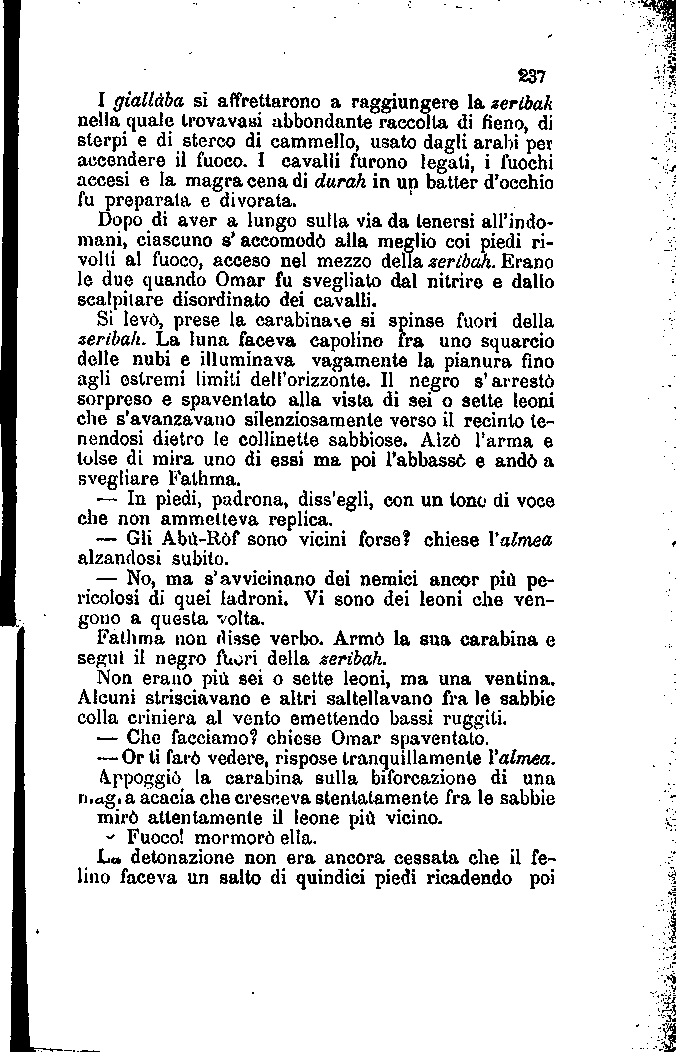 237
I giallàba si affrettarono a raggiungere la zeribak
nella quale trovavasi abbondante raccolta di fieno, di
sterpi e di sterco di cammello, usato dagli arabi per
accendere il fuoco. I cavalli furono legati, i fuochi
accesi e la magra cena di durah in un batter d'occhio
fu preparata e divorata.
Dopo di aver a lungo sulla via da tenersi all'indo-
mani, ciascuno s' accomodò alla meglio coi piedi ri-
volti al fuoco, acceso nel mezzo della zeribah. Erano
le due quando Omar fu svegliato dal nitrire e dallo
scalpitare disordinato dei cavalli.
Si levò, prese la carabina e si spinse fuori della
zeribah. La luna faceva capolino fra uno squarcio
delle nubi e illuminava vagamente la pianura fino
agli estremi limiti dell'orizzonte. Il negro s'arrestò
sorpreso e spaventato alla vista di sei o sette leoni
che s'avanzavano silenziosamente verso il recinto te-
nendosi dietro le collinette sabbiose. Alzò l'arma e
tolse di mira uno di essi ma poi l'abbassò e andò a
svegliare Fathma.
— In piedi, padrona, diss'egli, con un tono di voce
che non ammetteva replica.
— Gli Abù-Ròf sono vicini forse? chiese l'almea
alzandosi subito.
— No, ma s'avvicinano dei nemici ancor più pe-
ricolosi di quei ladroni. Vi sono dei leoni che ven-
gono a questa volta.
Fathma non disse verbo. Armò la sua carabina e
seguì il negro fuori della zeribah.
Non erano più sei o sette leoni, ma una ventina.
Alcuni strisciavano e altri saltellavano fra le sabbie
colla criniera al vento emettendo bassi ruggiti.
— Che facciamo? chiese Omar spaventato.
— Or ti farò vedere, rispose tranquillamente l'almea.
Appoggiò la carabina sulla biforcazione di una
magra acacia che cresceva stentatamente fra le sabbie
mirò attentamente il leone più vicino.
— Fuoco! mormorò ella.
La detonazione non era ancora cessata che il fe-
lino faceva un salto di quindici piedi ricadendo poi